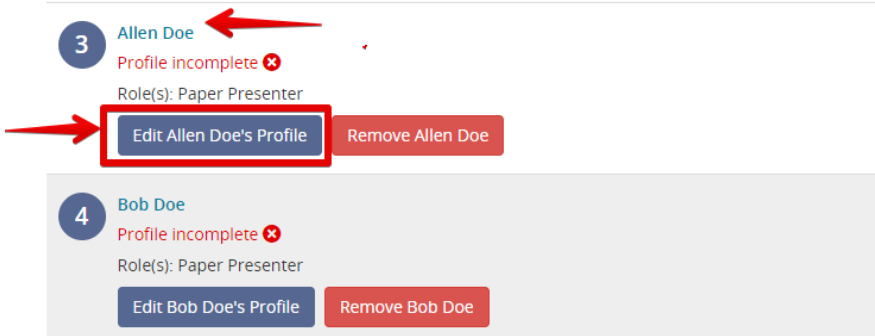 3
Allen Doe
Profile incomplete
Role(s): Paper Presenter
Edit Allen Doe's Profile Remove Allen Doe
4
Bob Doe
Profile incomplete
Role(s): Paper Presenter
Edit Bob Doe's Profile Remove Bob Doe